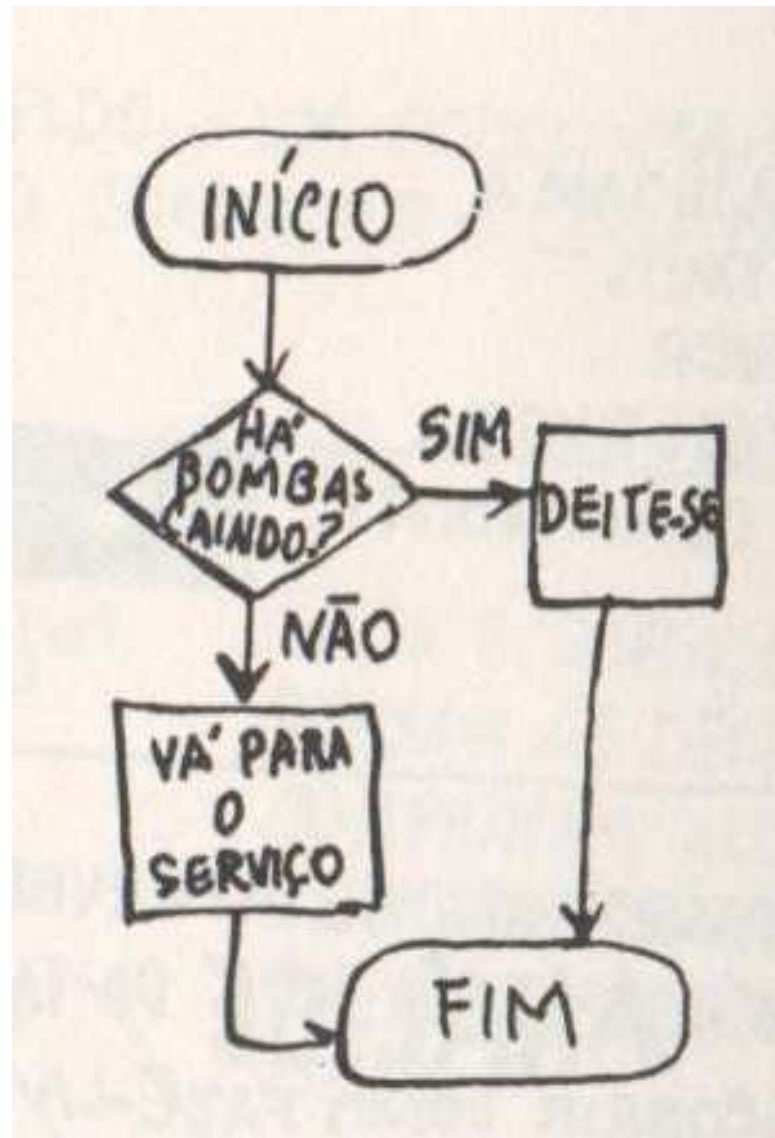 INÍCIO
HÁ
BOMBAS
CAINDO?
SIM
DEITE-SE
NÃO
VÁ PARA
O
SERVIÇO
FIM